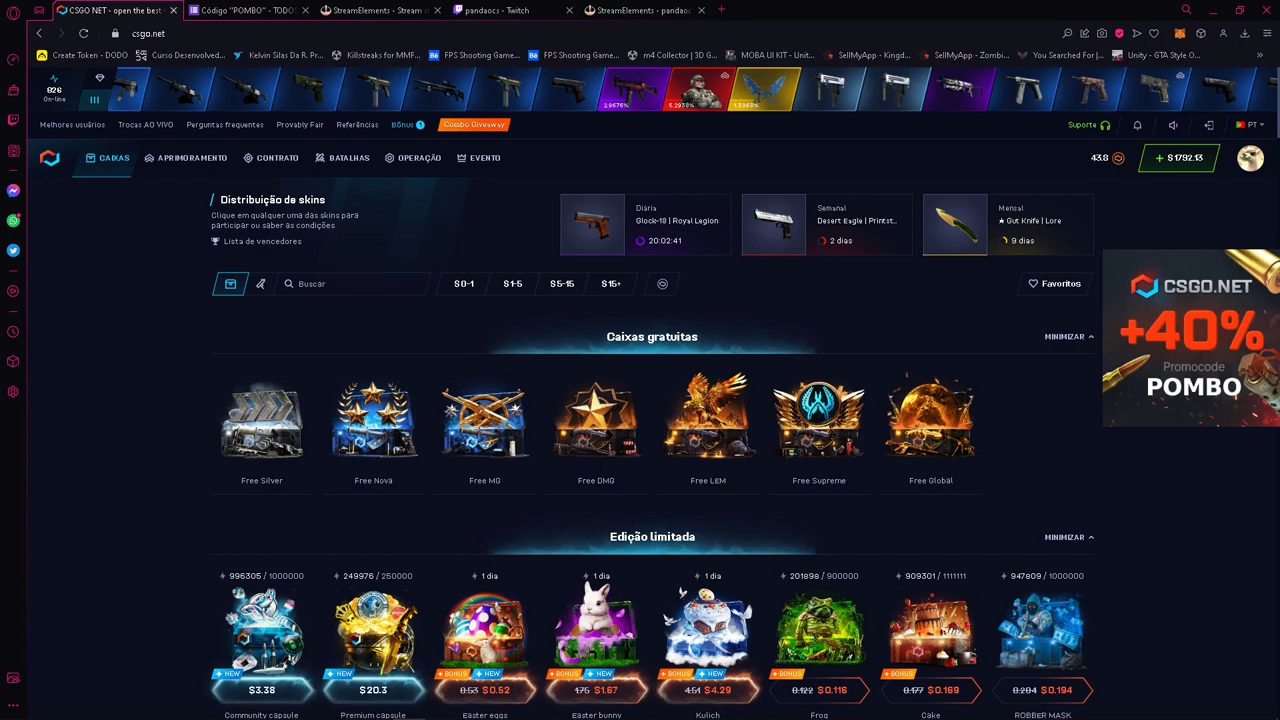 CSGO.NET - open the best
Código "POMBO" - TODOS
StreamElements - Stream
pandaocs - Twitch
StreamElements - pandaoc
csgo.net
Create Token - DODO
Curso Desenvolved...
Kelvin Silas Da R. Pr...
Killstreaks for MMF...
FPS Shooting Game...
FPS Shooting Game...
m4 Collector | 3D G...
MOBA UI KIT - Unit...
SellMyApp - Kingd...
SellMyApp - Zombi...
You Searched For |...
Unity - GTA Style O...
826
On-line
2.9676%
5.2938%
Melhores usuários
Trocas AO VIVO
Perguntas frequentes
Provably Fair
Referências
Bônus
Combo Giveaway
Suporte
PT
CAIXAS
APRIMORAMENTO
CONTRATO
BATALHAS
OPERAÇÃO
EVENTO
43.8
+ $ 1792.13
Distribuição de skins
Clique em qualquer uma das skins para
participar ou saber as condições
Lista de vencedores
Diária
Glock-18 | Royal Legion
20:02:41
Semanal
Desert Eagle | Printst...
2 dias
Mensal
★ Gut Knife | Lore
9 dias
Buscar
$ 0-1
$ 1-5
$ 5-15
$ 15+
Favoritos
CSGO.NET
+40%
Promocode
POMBO
Caixas gratuitas
MINIMIZAR
Free Silver
Free Nova
Free MG
Free DMG
Free LEM
Free Supreme
Free Global
Edição limitada
MINIMIZAR
996305 / 1000000
249976 / 250000
1 dia
1 dia
1 dia
201898 / 900000
909301 / 1111111
947809 / 1000000
+ NEW
+ NEW
+ BONUS + NEW
+ BONUS + NEW
+ BONUS + NEW
+ BONUS
+ BONUS
$3.38
$20.3
0.53 $0.52
1.75 $1.67
4.51 $4.29
0.122 $0.116
0.177 $0.169
0.204 $0.194
Community capsule
Premium capsule
Easter eggs
Easter bunny
Kulich
Frog
Cake
ROBBER MASK